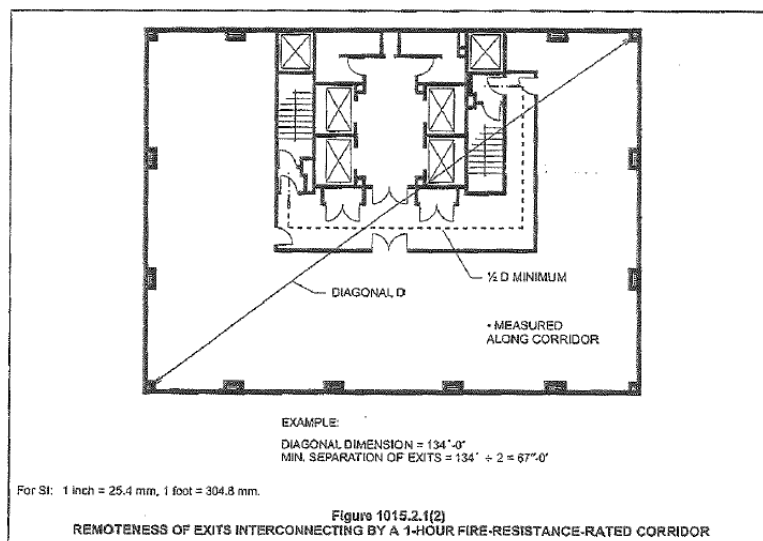 ½ D MINIMUM
DIAGONAL D
• MEASURED
ALONG CORRIDOR
EXAMPLE:
DIAGONAL DIMENSION = 134'-0"
MIN. SEPARATION OF EXITS = 134' ÷ 2 = 67"-0'
For SI: 1 inch = 25.4 mm, 1 foot = 304.8 mm.
Figure 1015.2.1(2)
REMOTENESS OF EXITS INTERCONNECTING BY A 1-HOUR FIRE-RESISTANCE-RATED CORRIDOR